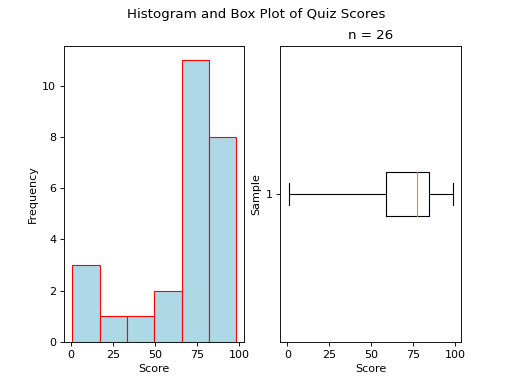 Histogram and Box Plot of Quiz Scores
n = 26
Frequency
10
8
6
4
2
0
0 25 50 75 100
Score
Sample
1
0 25 50 75 100
Score